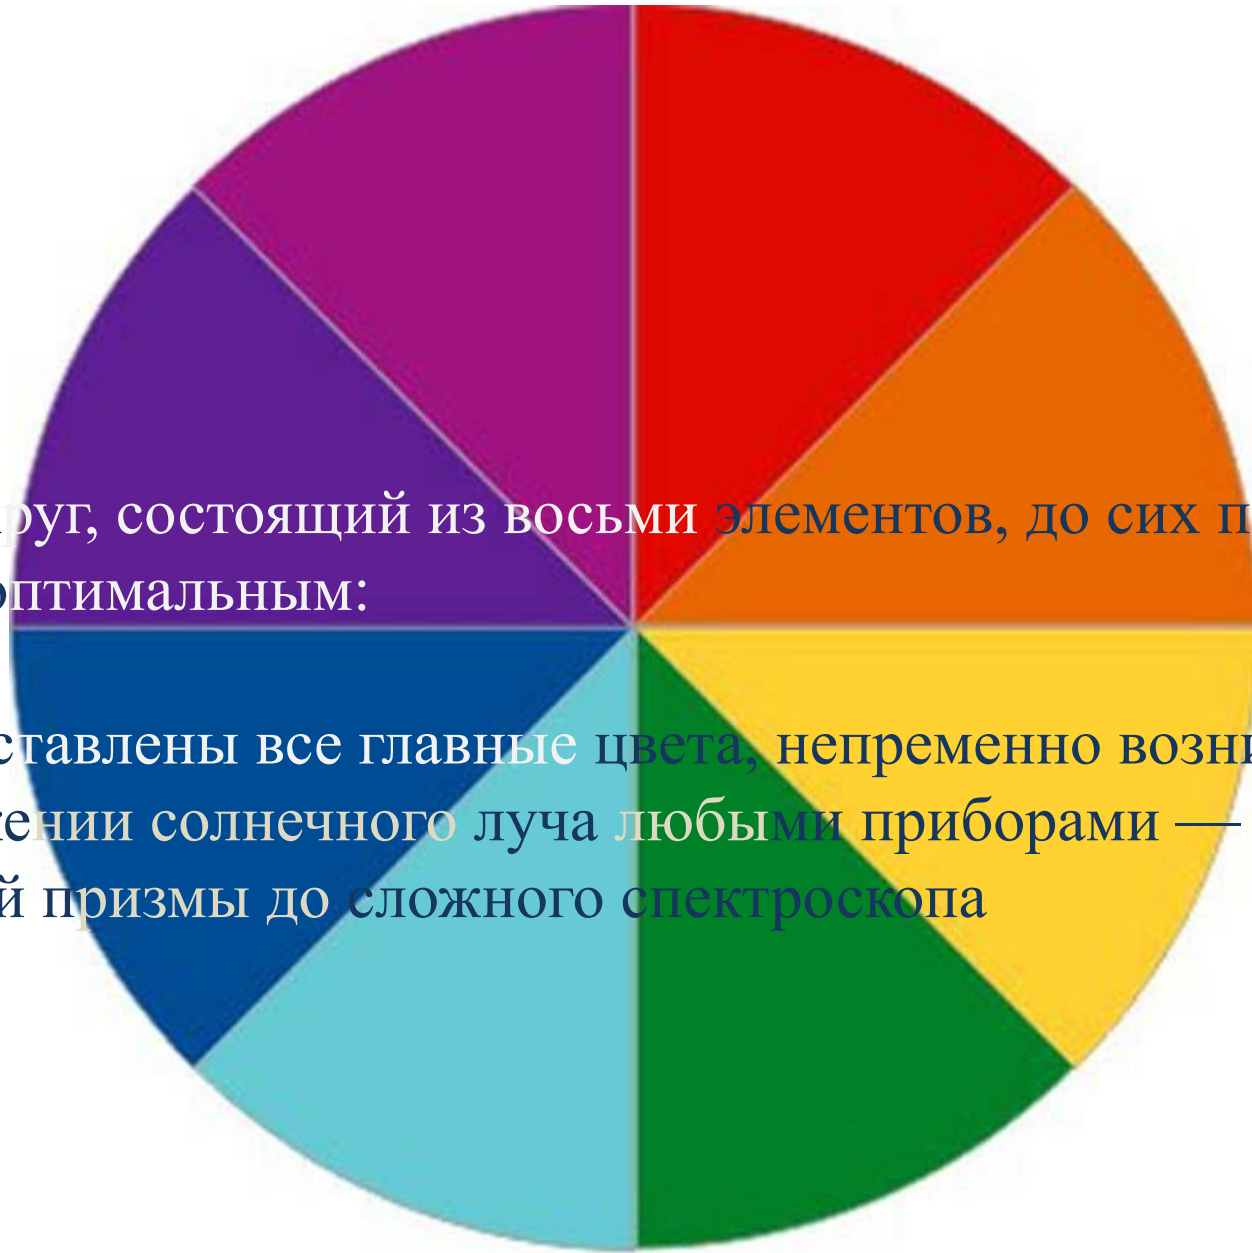 руг, состоящий из восьми элементов, до сих п
оптимальным:
ставлены все главные цвета, непременно возни
ении солнечного луча любыми приборами —
й призмы до сложного спектроскопа